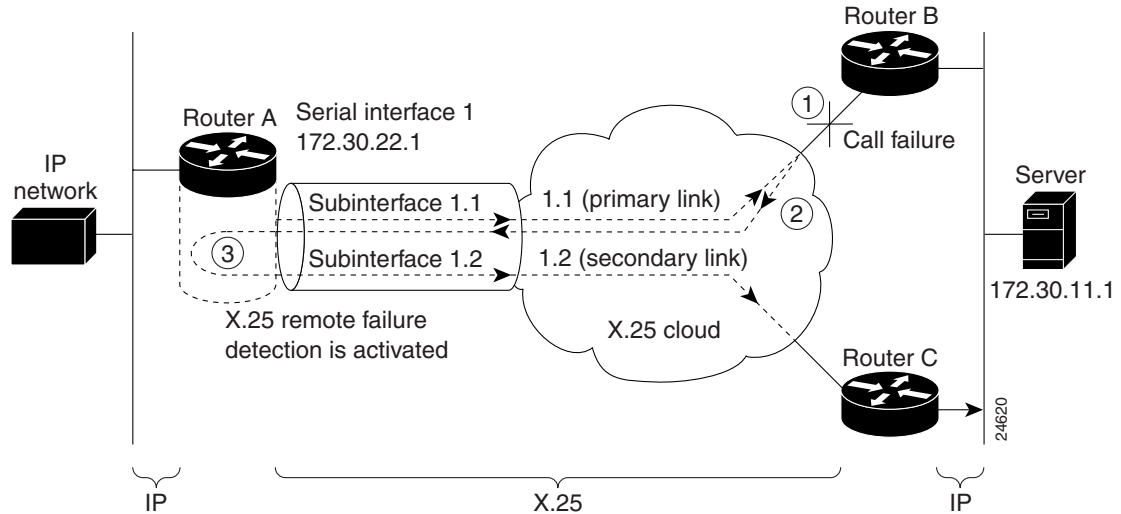 Router B
1
Call failure
Serial interface 1
172.30.22.1
Router A
IP
network
Server
172.30.11.1
Subinterface 1.1
1.1 (primary link)
2
3
Subinterface 1.2
1.2 (secondary link)
X.25 remote failure
detection is activated
X.25 cloud
Router C
24620
IP
X.25
IP